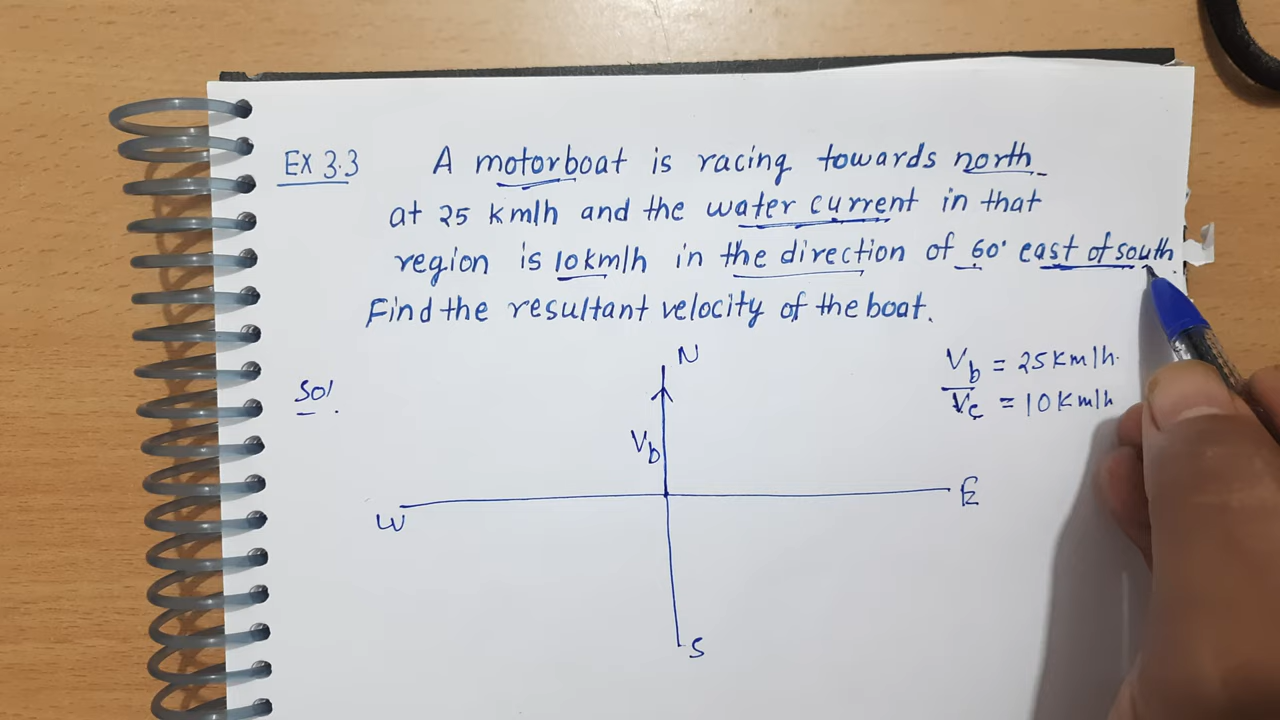 Ex 3.3 A motorboat is racing towards north
at 25 km/h and the water current in that
region is 10km/h in the direction of 60° east of south.
Find the resultant velocity of the boat.
Sol.
N
Vb = 25 Km/h.
Vc = 10 Km/h
Vb
W
E
S